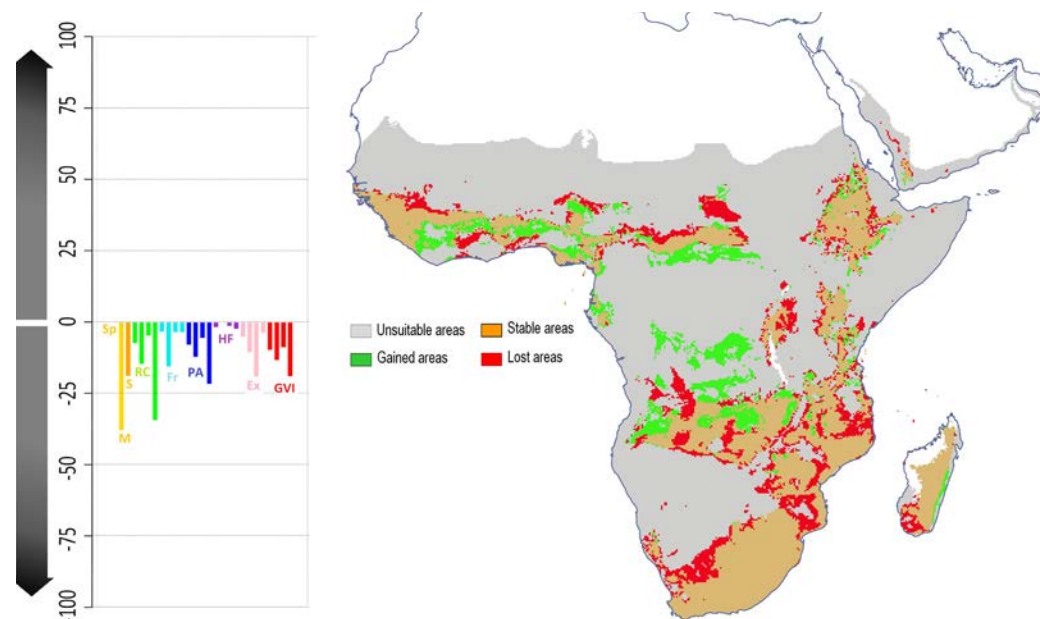 100
75
50
25
0
-25
-50
-75
-100
Sp
M
S
RC
Fr
PA
HF
Ex
GVI
Unsuitable areas
Stable areas
Gained areas
Lost areas